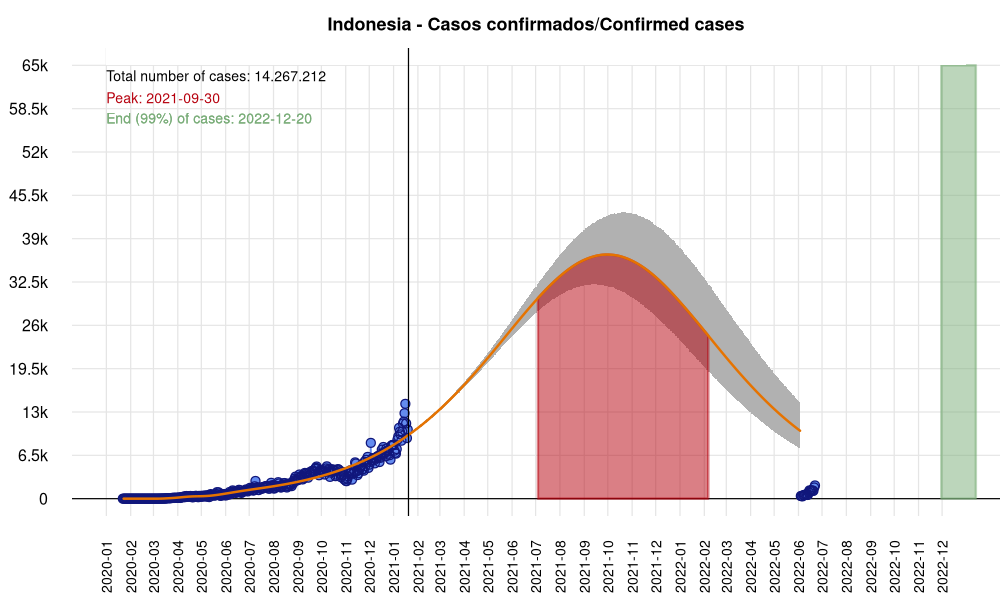 Indonesia - Casos confirmados/Confirmed cases
Total number of cases: 14.267.212
Peak: 2021-09-30
End (99%) of cases: 2022-12-20
65k
58.5k
52k
45.5k
39k
32.5k
26k
19.5k
13k
6.5k
0
2020-01
2020-02
2020-03
2020-04
2020-05
2020-06
2020-07
2020-08
2020-09
2020-10
2020-11
2020-12
2021-01
2021-02
2021-03
2021-04
2021-05
2021-06
2021-07
2021-08
2021-09
2021-10
2021-11
2021-12
2022-01
2022-02
2022-03
2022-04
2022-05
2022-06
2022-07
2022-08
2022-09
2022-10
2022-11
2022-12